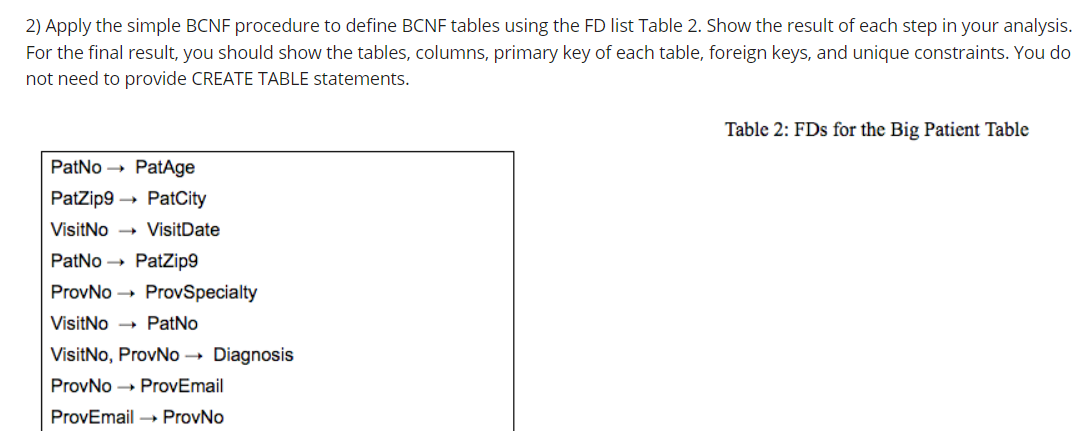 2) Apply the simple BCNF procedure to define BCNF tables using the FD list Table 2. Show the result of each step in your analysis.
For the final result, you should show the tables, columns, primary key of each table, foreign keys, and unique constraints. You do
not need to provide CREATE TABLE statements.
Table 2: FDs for the Big Patient Table
PatNo → PatAge
PatZip9 → PatCity
VisitNo → VisitDate
PatNo → PatZip9
ProvNo → ProvSpecialty
VisitNo → PatNo
VisitNo, ProvNo → Diagnosis
ProvNo → ProvEmail
ProvEmail → ProvNo